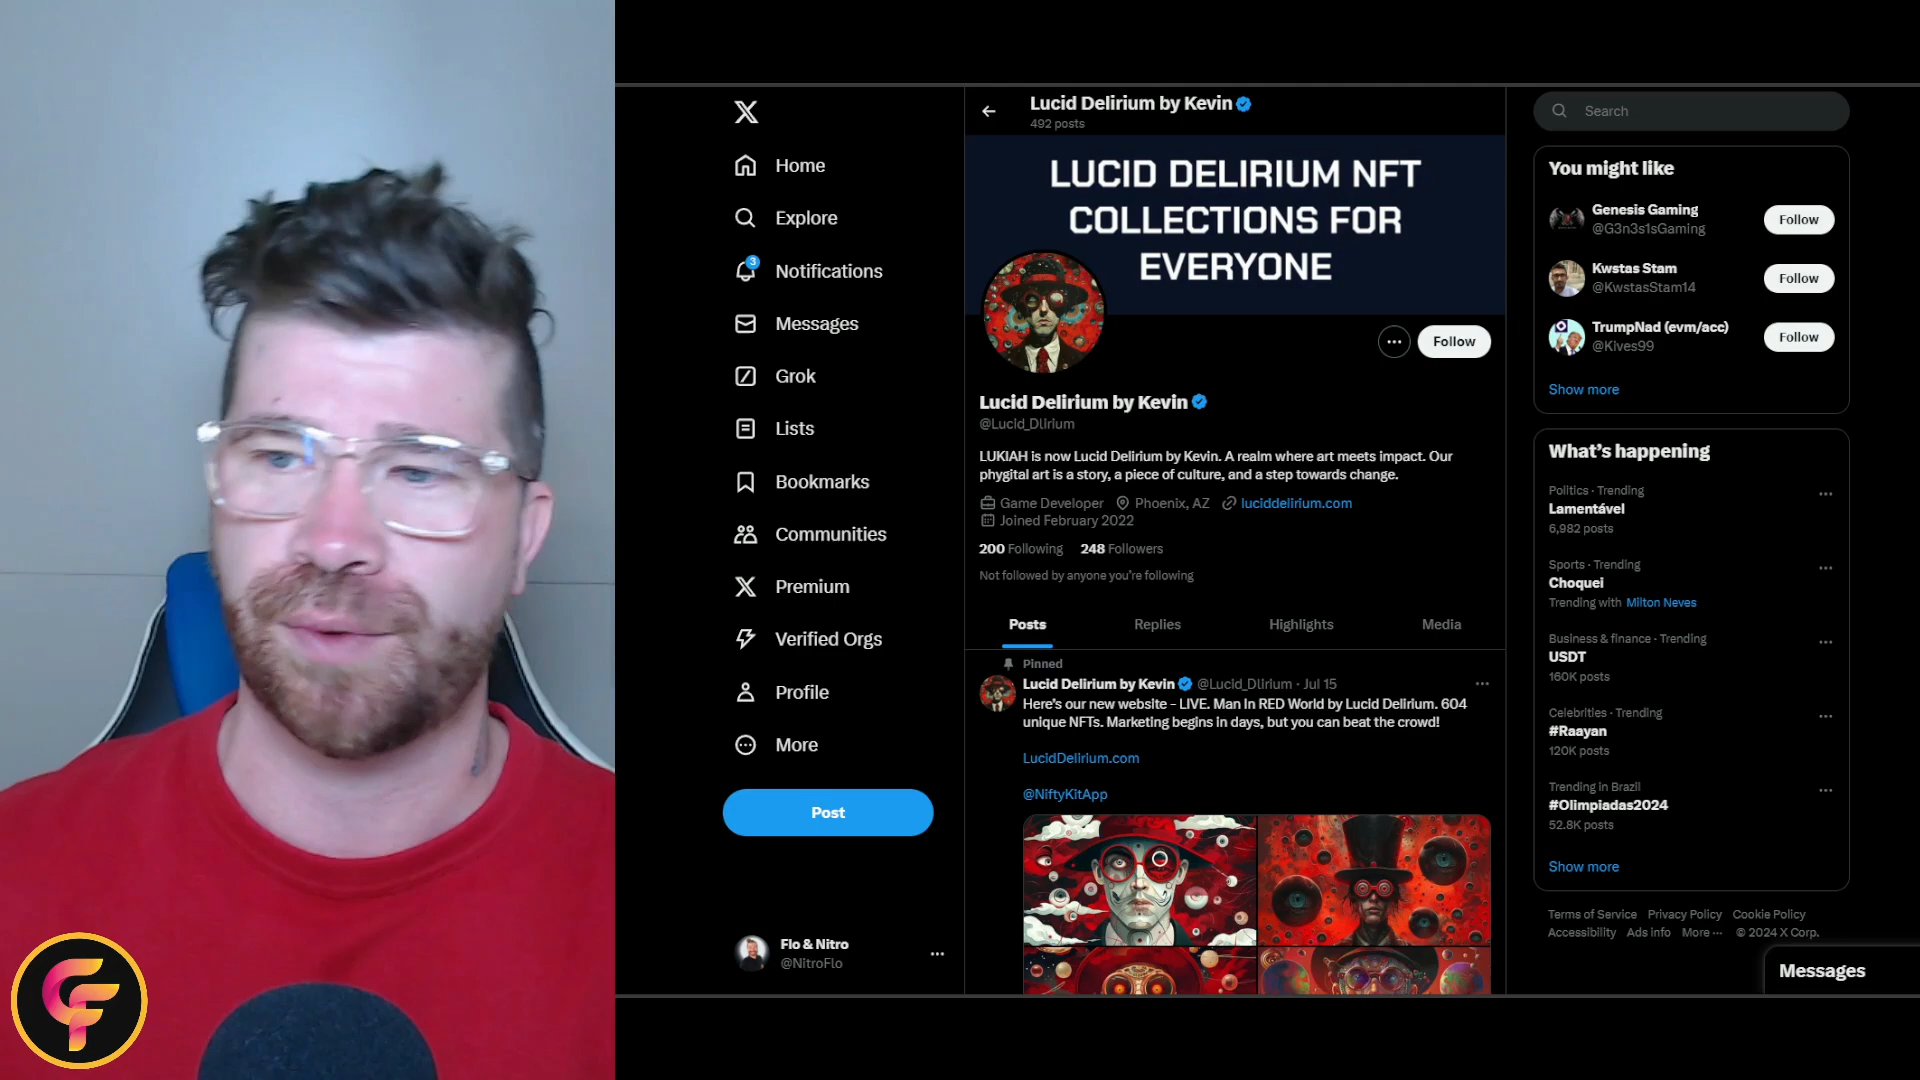 Home
Explore
3
Notifications
Messages
Grok
Lists
Bookmarks
Communities
Premium
Verified Orgs
Profile
More
Post
Flo & Nitro
@NitroFlo
Lucid Delirium by Kevin
492 posts
LUCID DELIRIUM NFT
COLLECTIONS FOR
EVERYONE
Follow
Lucid Delirium by Kevin
@Lucid_Dlirium
LUKIAH is now Lucid Delirium by Kevin. A realm where art meets impact. Our
phygital art is a story, a piece of culture, and a step towards change.
Game Developer Phoenix, AZ luciddelirium.com
Joined February 2022
200 Following 248 Followers
Not followed by anyone you're following
Posts Replies Highlights Media
Pinned
Lucid Delirium by Kevin @Lucid_Dlirium · Jul 15
Here's our new website - LIVE. Man In RED World by Lucid Delirium. 604
unique NFTs. Marketing begins in days, but you can beat the crowd!
LucidDelirium.com
@NiftyKitApp
Search
You might like
Genesis Gaming
@G3n3s1sGaming
Follow
Kwstas Stam
@KwstasStam14
Follow
TrumpNad (evm/acc)
@Kives99
Follow
Show more
What's happening
Politics · Trending
Lamentável
6,982 posts
Sports · Trending
Choquei
Trending with Milton Neves
Business & finance · Trending
USDT
160K posts
Celebrities · Trending
#Raayan
120K posts
Trending in Brazil
#Olimpiadas2024
52.8K posts
Show more
Terms of Service Privacy Policy Cookie Policy
Accessibility Ads info More ··· © 2024 X Corp.
Messages